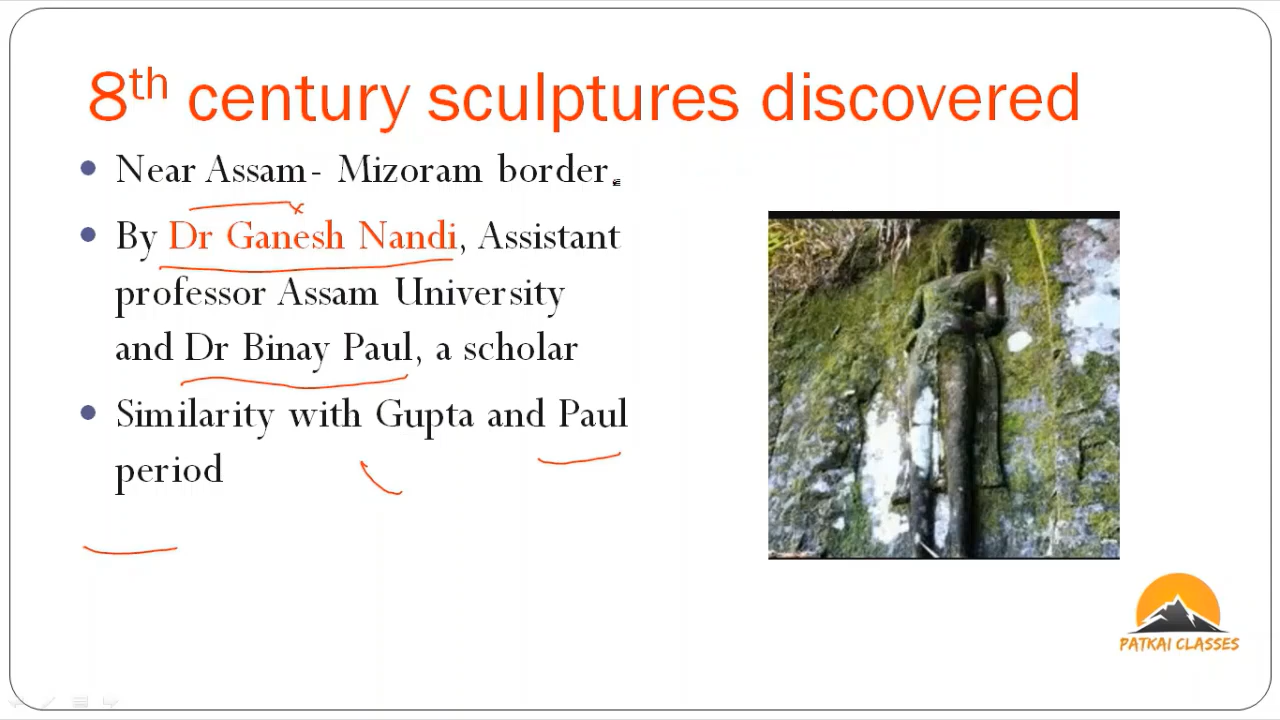 8th century sculptures discovered
Near Assam- Mizoram border.
By Dr Ganesh Nandi, Assistant
professor Assam University
and Dr Binay Paul, a scholar
Similarity with Gupta and Paul
period
PATKAI CLASSES